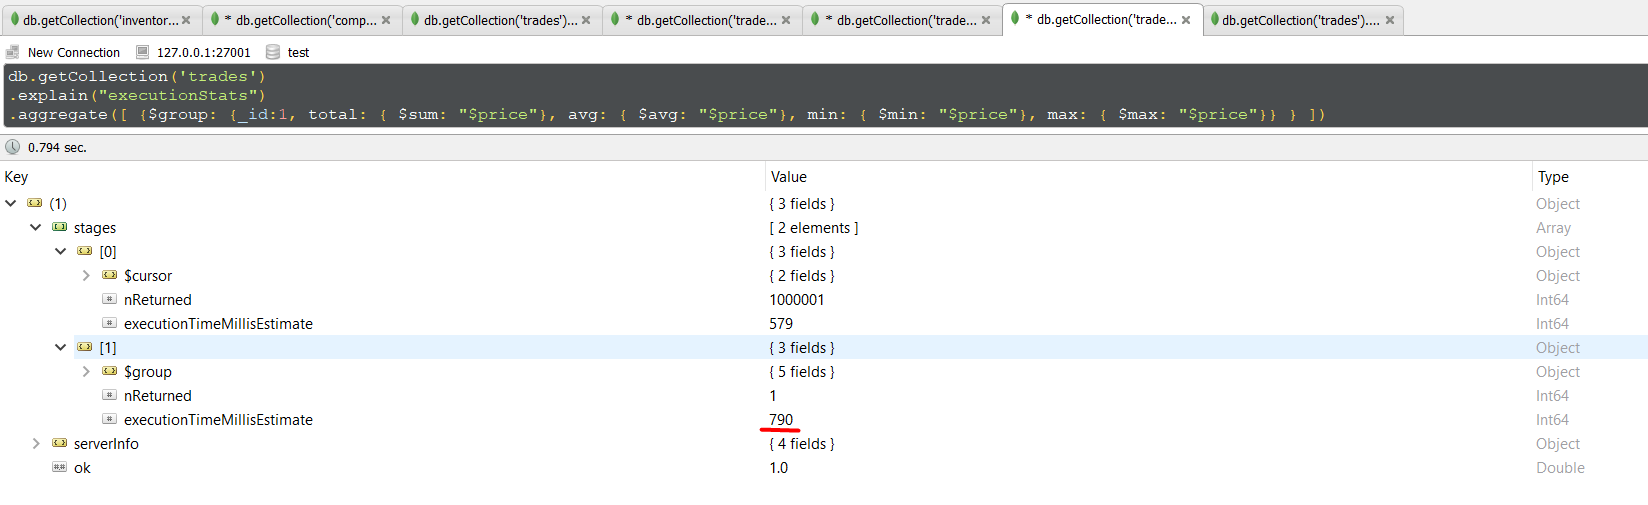 db.getCollection('inventor... * db.getCollection('comp... db.getCollection('trades')... * db.getCollection('trade... * db.getCollection('trade... * db.getCollection('trade... db.getCollection('trades')....
New Connection 127.0.0.1:27001 test
db.getCollection('trades')
.explain("executionStats")
.aggregate([ {$group: {_id:1, total: { $sum: "$price"}, avg: { $avg: "$price"}, min: { $min: "$price"}, max: { $max: "$price"}} } ])
0.794 sec.
Key Value Type
(1) { 3 fields } Object
stages [ 2 elements ] Array
[0] { 3 fields } Object
$cursor { 2 fields } Object
nReturned 1000001 Int64
executionTimeMillisEstimate 579 Int64
[1] { 3 fields } Object
$group { 5 fields } Object
nReturned 1 Int64
executionTimeMillisEstimate 790 Int64
serverInfo { 4 fields } Object
ok 1.0 Double